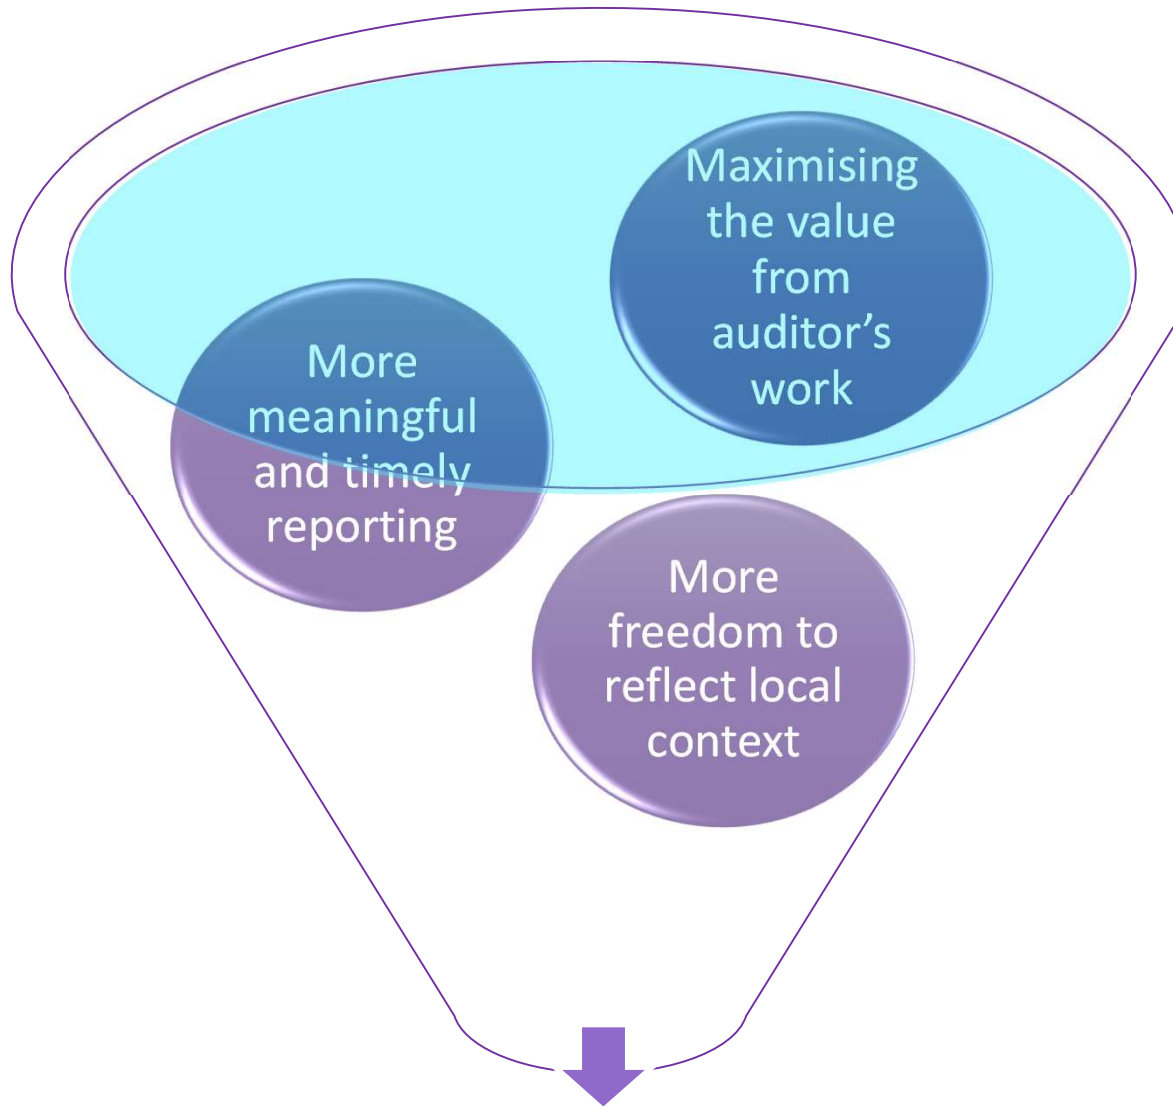 Maximising
the value
from
auditor’s
work
More
meaningful
and timely
reporting
More
freedom to
reflect local
context